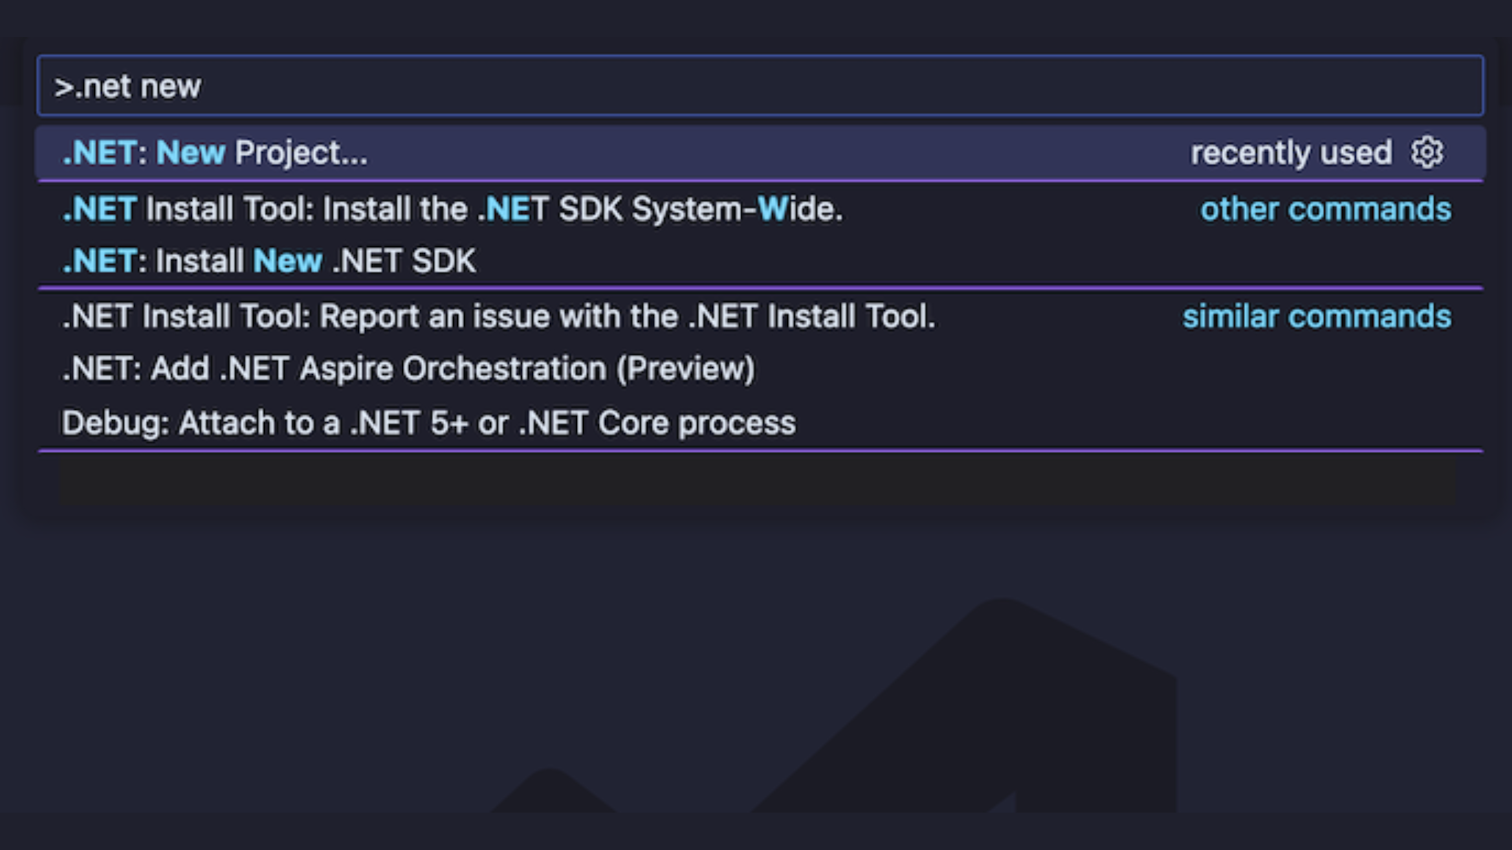 >.net new
.NET: New Project... recently used
.NET Install Tool: Install the .NET SDK System-Wide. other commands
.NET: Install New .NET SDK
.NET Install Tool: Report an issue with the .NET Install Tool. similar commands
.NET: Add .NET Aspire Orchestration (Preview)
Debug: Attach to a .NET 5+ or .NET Core process